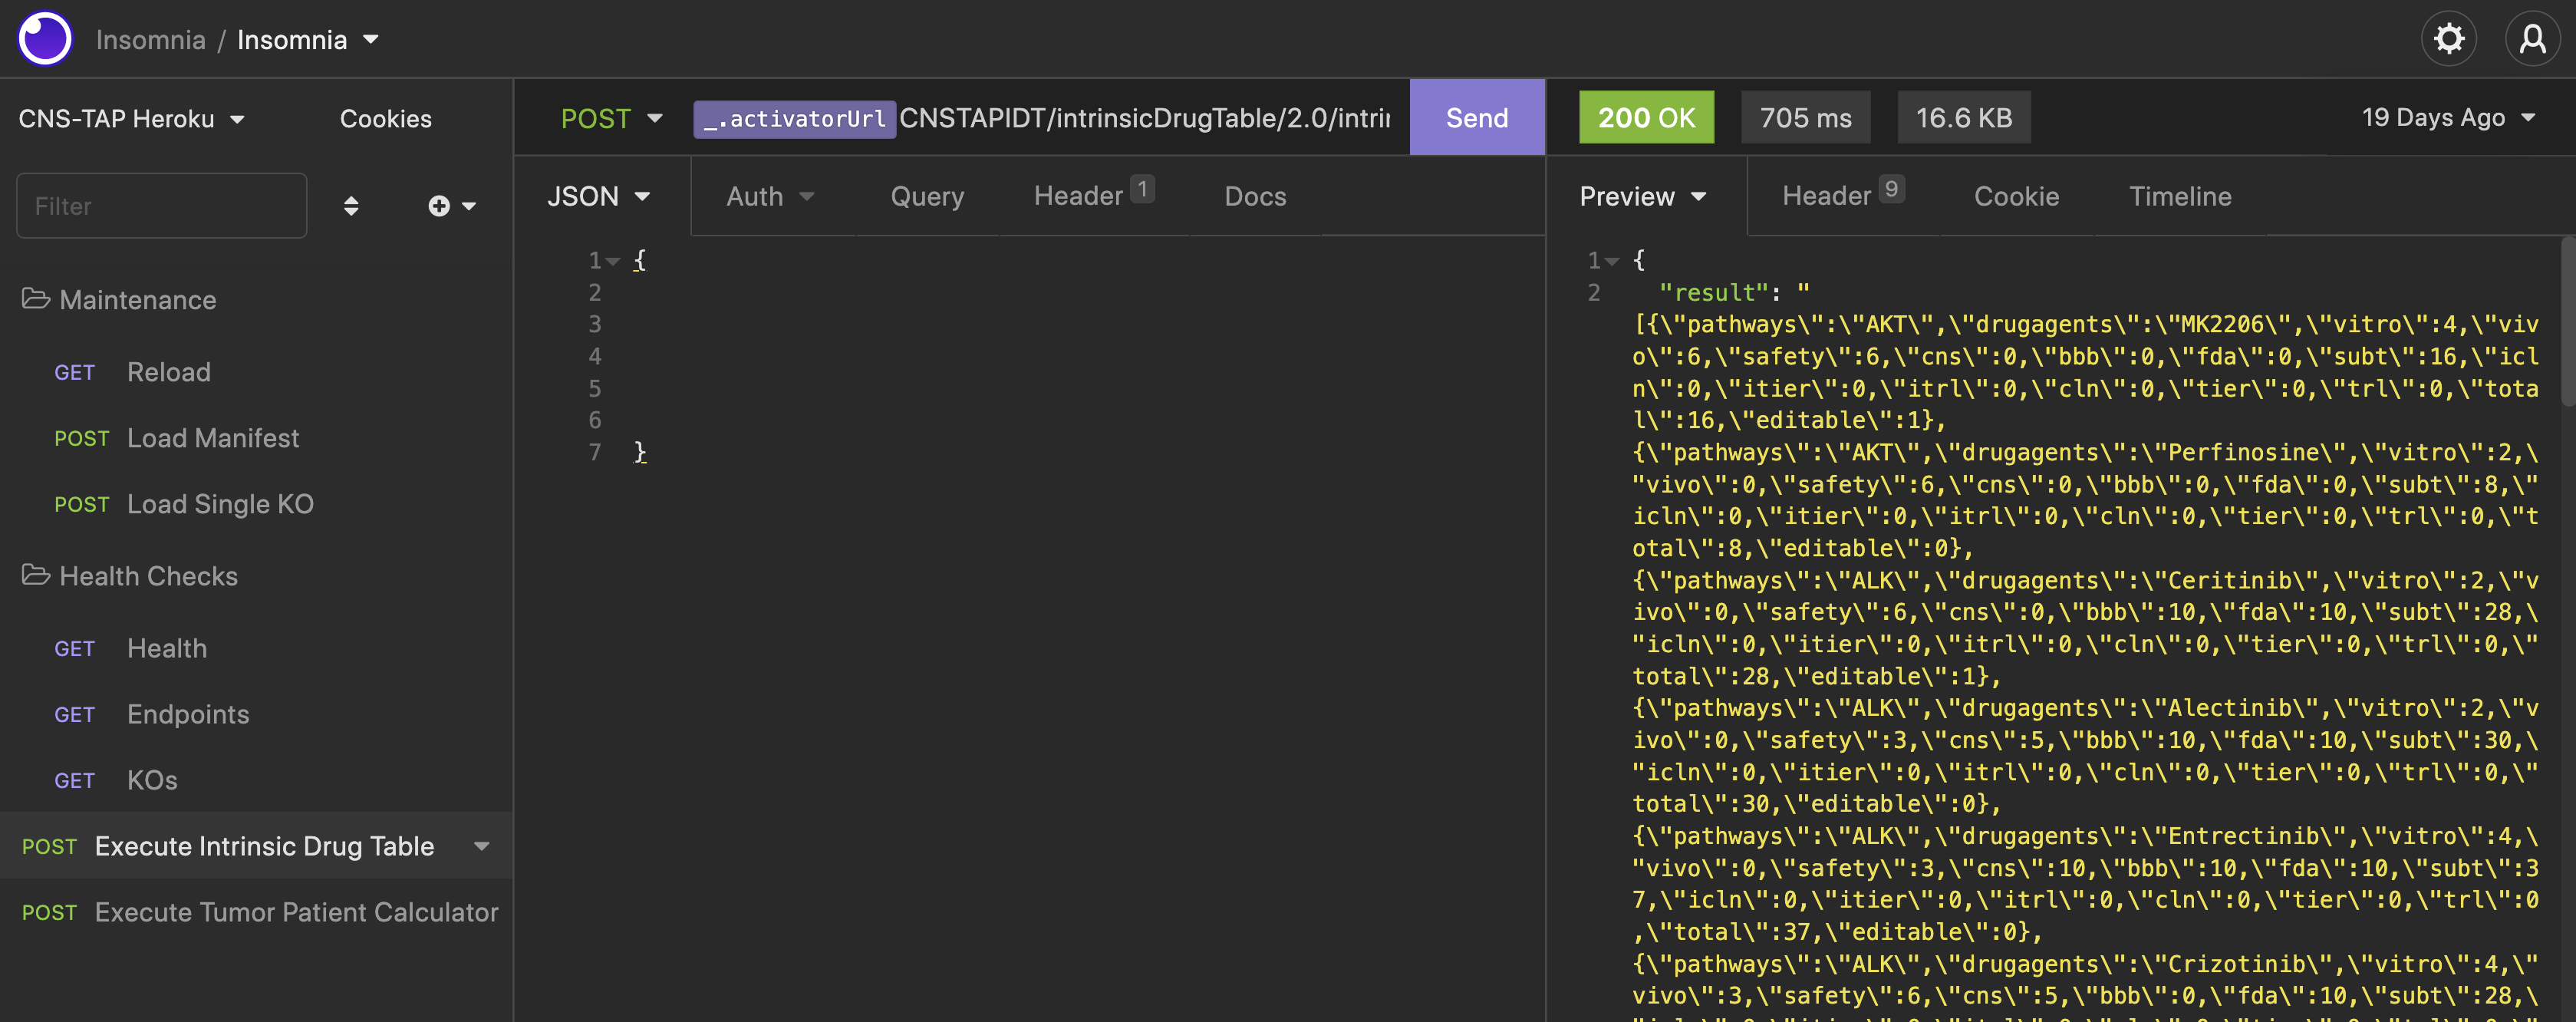 Insomnia / Insomnia
CNS-TAP Heroku
Cookies
Filter
Maintenance
GET Reload
POST Load Manifest
POST Load Single KO
Health Checks
GET Health
GET Endpoints
GET KOs
POST Execute Intrinsic Drug Table
POST Execute Tumor Patient Calculator
POST _.activatorUrl CNSTAPIDT/intrinsicDrugTable/2.0/intrin
Send
JSON Auth Query Header 1 Docs
1 {
2
3
4
5
6
7 }
200 OK 705 ms 16.6 KB 19 Days Ago
Preview Header 9 Cookie Timeline
1 {
2 "result": "
[{\"pathways\":\"AKT\",\"drugagents\":\"MK2206\",\"vitro\":4,\"viv
o\":6,\"safety\":6,\"cns\":0,\"bbb\":0,\"fda\":0,\"subt\":16,\"icl
n\":0,\"itier\":0,\"itrl\":0,\"cln\":0,\"tier\":0,\"trl\":0,\"tota
l\":16,\"editable\":1},
{\"pathways\":\"AKT\",\"drugagents\":\"Perfinosine\",\"vitro\":2,\
"vivo\":0,\"safety\":6,\"cns\":0,\"bbb\":0,\"fda\":0,\"subt\":8,\"
icln\":0,\"itier\":0,\"itrl\":0,\"cln\":0,\"tier\":0,\"trl\":0,\"t
otal\":8,\"editable\":0},
{\"pathways\":\"ALK\",\"drugagents\":\"Ceritinib\",\"vitro\":2,\"v
ivo\":0,\"safety\":6,\"cns\":0,\"bbb\":10,\"fda\":10,\"subt\":28,\
"icln\":0,\"itier\":0,\"itrl\":0,\"cln\":0,\"tier\":0,\"trl\":0,\"
total\":28,\"editable\":1},
{\"pathways\":\"ALK\",\"drugagents\":\"Alectinib\",\"vitro\":2,\"v
ivo\":0,\"safety\":3,\"cns\":5,\"bbb\":10,\"fda\":10,\"subt\":30,\
"icln\":0,\"itier\":0,\"itrl\":0,\"cln\":0,\"tier\":0,\"trl\":0,\"
total\":30,\"editable\":0},
{\"pathways\":\"ALK\",\"drugagents\":\"Entrectinib\",\"vitro\":4,\
"vivo\":0,\"safety\":3,\"cns\":10,\"bbb\":10,\"fda\":10,\"subt\":3
7,\"icln\":0,\"itier\":0,\"itrl\":0,\"cln\":0,\"tier\":0,\"trl\":0
,\"total\":37,\"editable\":0},
{\"pathways\":\"ALK\",\"drugagents\":\"Crizotinib\",\"vitro\":4,\"
vivo\":3,\"safety\":6,\"cns\":5,\"bbb\":0,\"fda\":10,\"subt\":28,\